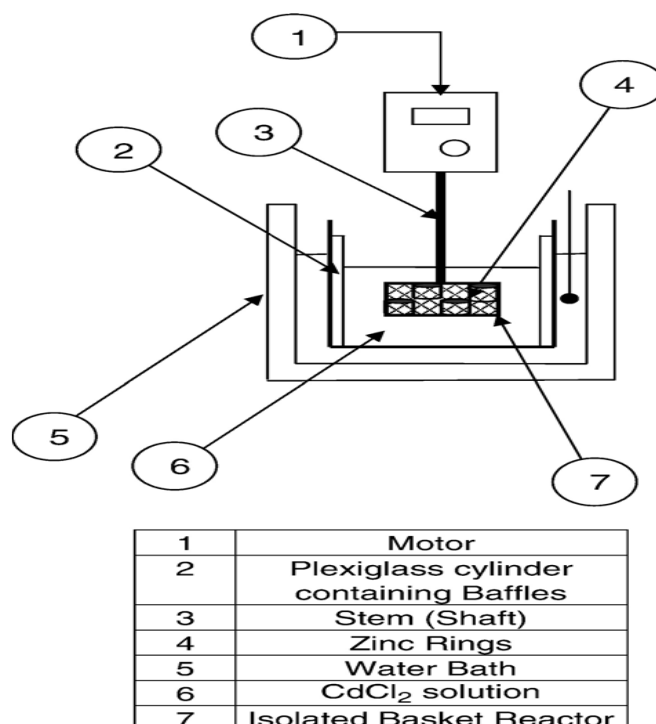 1
4
3
2
5
6
7
1 Motor
2 Plexiglass cylinder
containing Baffles
3 Stem (Shaft)
4 Zinc Rings
5 Water Bath
6 CdCl₂ solution
7 Isolated Basket Reactor